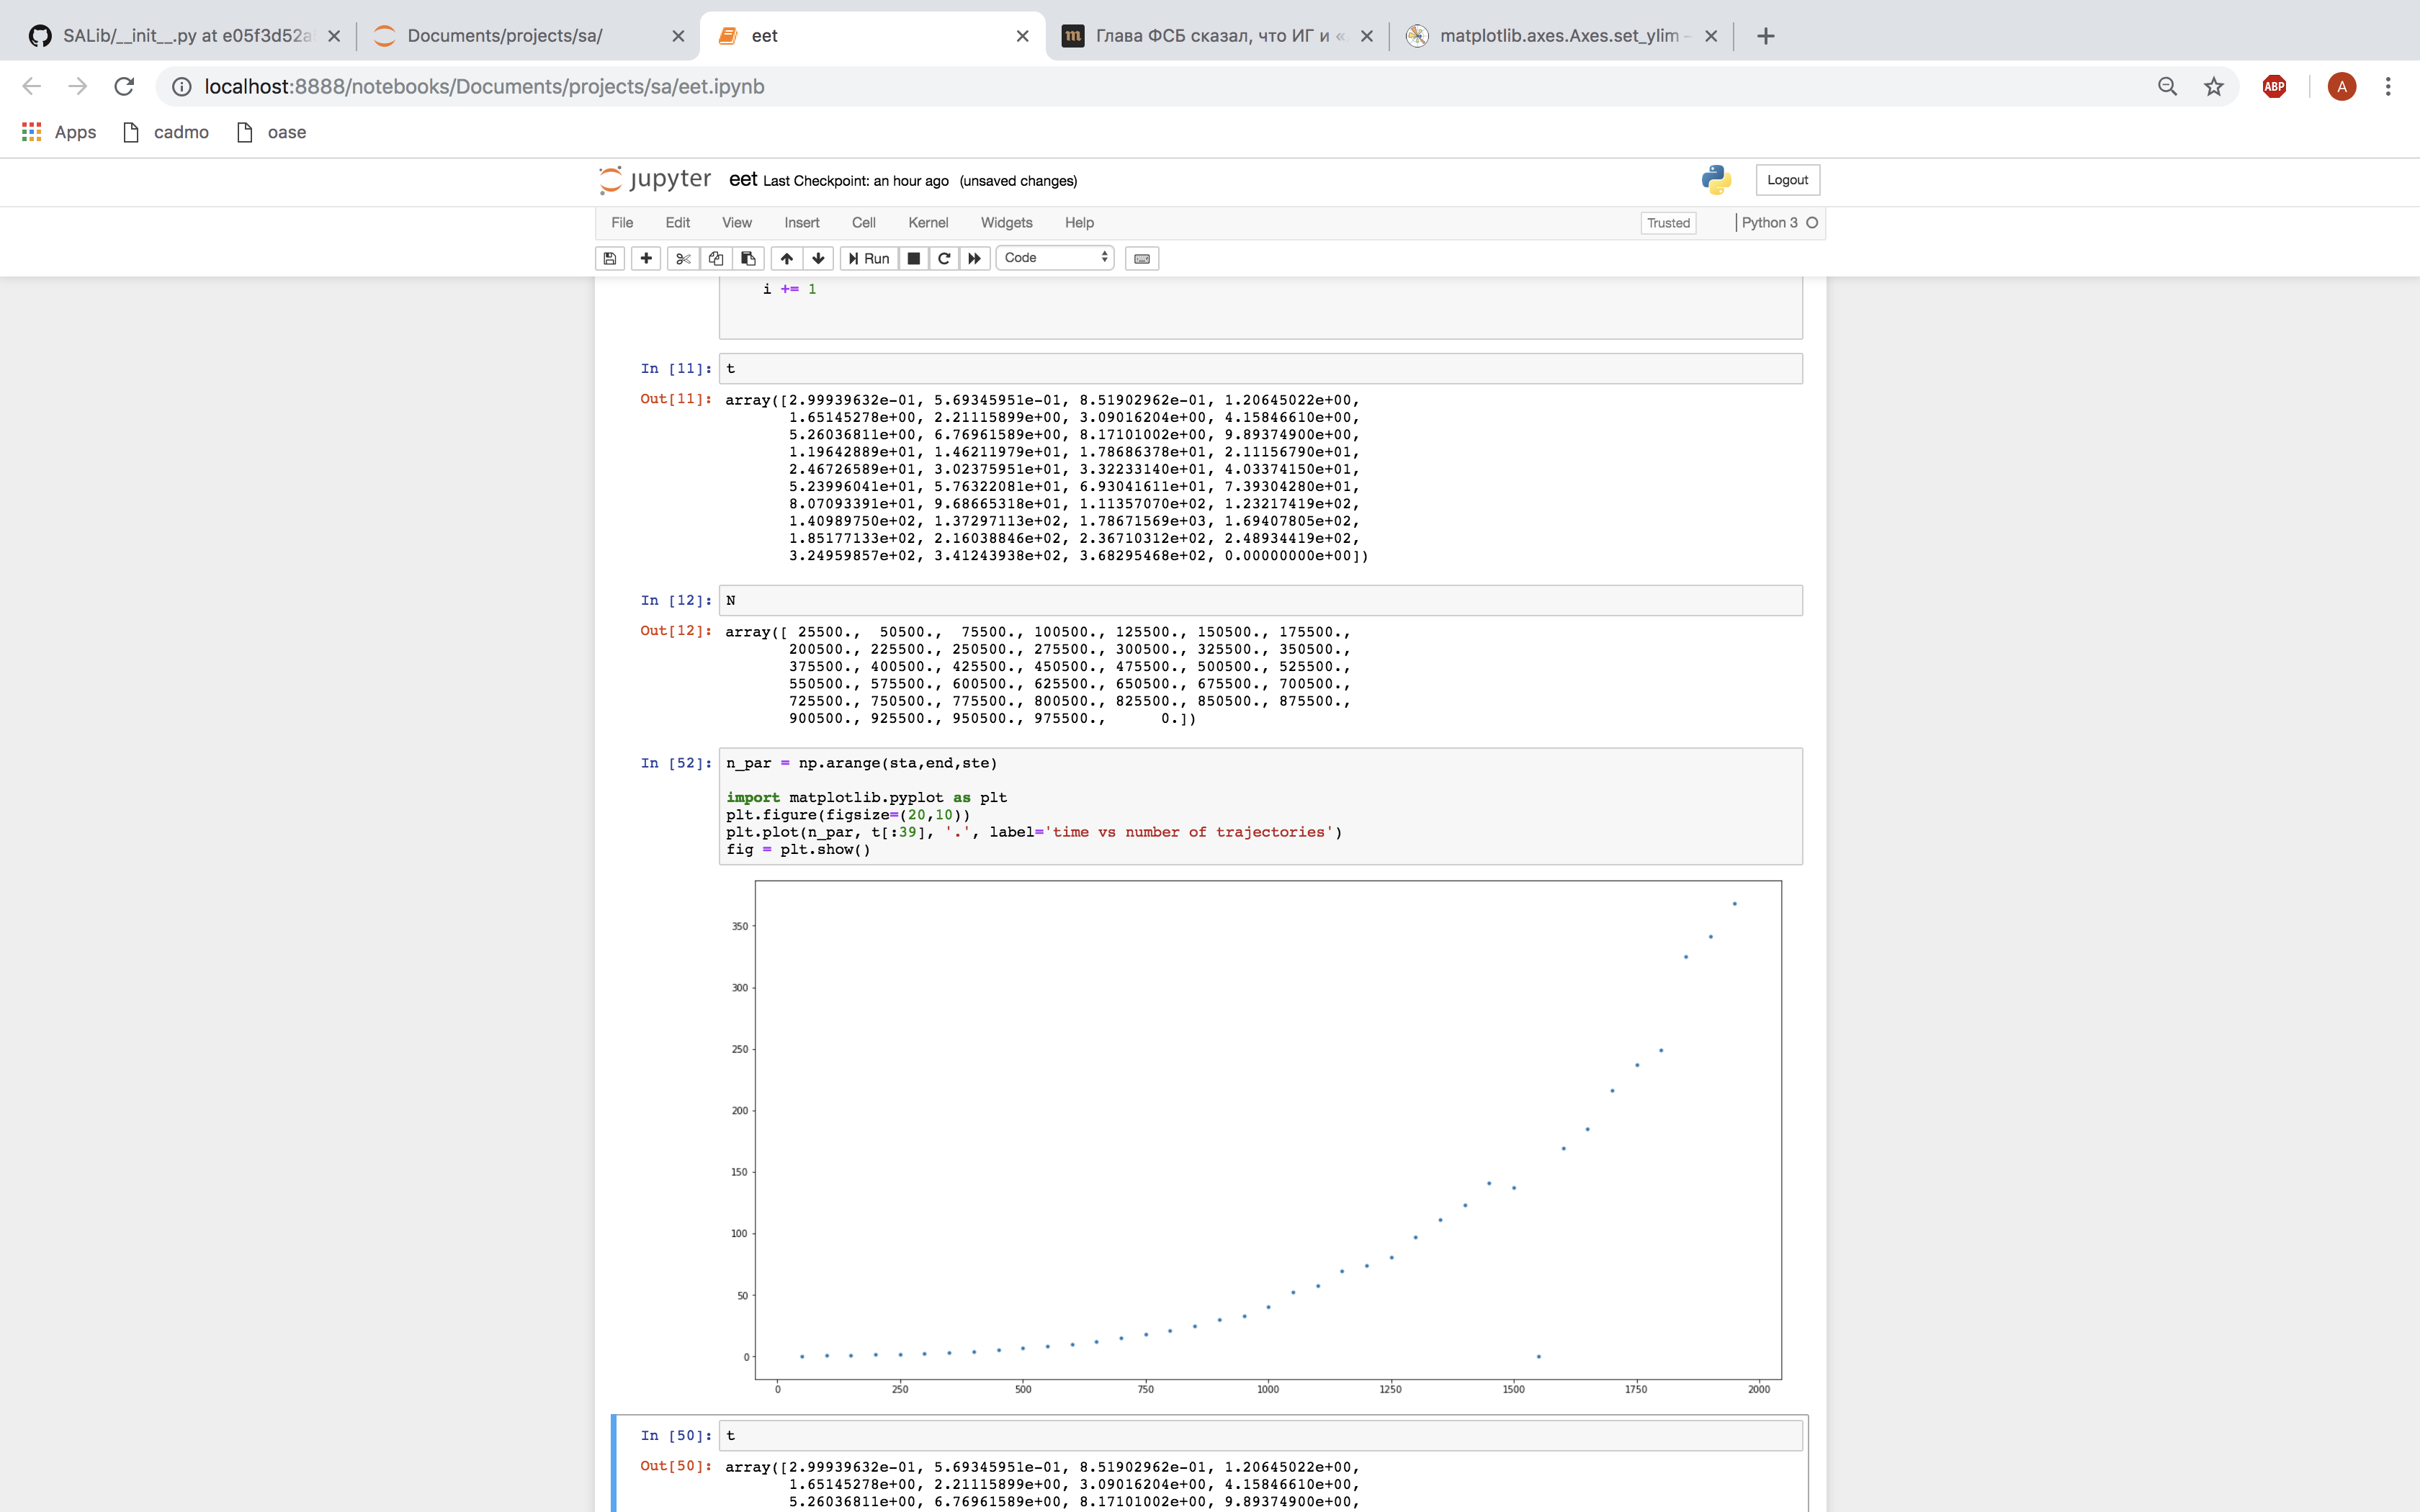 SALib/__init__.py at e05f3d52a
Documents/projects/sa/
eet
Глава ФСБ сказал, что ИГ и «
matplotlib.axes.Axes.set_ylim –
localhost:8888/notebooks/Documents/projects/sa/eet.ipynb
ABP
A
Apps
cadmo
oase
jupyter
eet Last Checkpoint: an hour ago (unsaved changes)
Logout
File Edit View Insert Cell Kernel Widgets Help
Trusted
Python 3
Run
Code
i += 1
In [11]: t
Out[11]: array([2.99939632e-01, 5.69345951e-01, 8.51902962e-01, 1.20645022e+00,
1.65145278e+00, 2.21115899e+00, 3.09016204e+00, 4.15846610e+00,
5.26036811e+00, 6.76961589e+00, 8.17101002e+00, 9.89374900e+00,
1.19642889e+01, 1.46211979e+01, 1.78686378e+01, 2.11156790e+01,
2.46726589e+01, 3.02375951e+01, 3.32233140e+01, 4.03374150e+01,
5.23996041e+01, 5.76322081e+01, 6.93041611e+01, 7.39304280e+01,
8.07093391e+01, 9.68665318e+01, 1.11357070e+02, 1.23217419e+02,
1.40989750e+02, 1.37297113e+02, 1.78671569e+03, 1.69407805e+02,
1.85177133e+02, 2.16038846e+02, 2.36710312e+02, 2.48934419e+02,
3.24959857e+02, 3.41243938e+02, 3.68295468e+02, 0.00000000e+00])
In [12]: N
Out[12]: array([ 25500., 50500., 75500., 100500., 125500., 150500., 175500.,
200500., 225500., 250500., 275500., 300500., 325500., 350500.,
375500., 400500., 425500., 450500., 475500., 500500., 525500.,
550500., 575500., 600500., 625500., 650500., 675500., 700500.,
725500., 750500., 775500., 800500., 825500., 850500., 875500.,
900500., 925500., 950500., 975500., 0.])
In [52]: n_par = np.arange(sta,end,ste)
import matplotlib.pyplot as plt
plt.figure(figsize=(20,10))
plt.plot(n_par, t[:39], '.', label='time vs number of trajectories')
fig = plt.show()
350
300
250
200
150
100
50
0
0 250 500 750 1000 1250 1500 1750 2000
In [50]: t
Out[50]: array([2.99939632e-01, 5.69345951e-01, 8.51902962e-01, 1.20645022e+00,
1.65145278e+00, 2.21115899e+00, 3.09016204e+00, 4.15846610e+00,
5.26036811e+00, 6.76961589e+00, 8.17101002e+00, 9.89374900e+00,